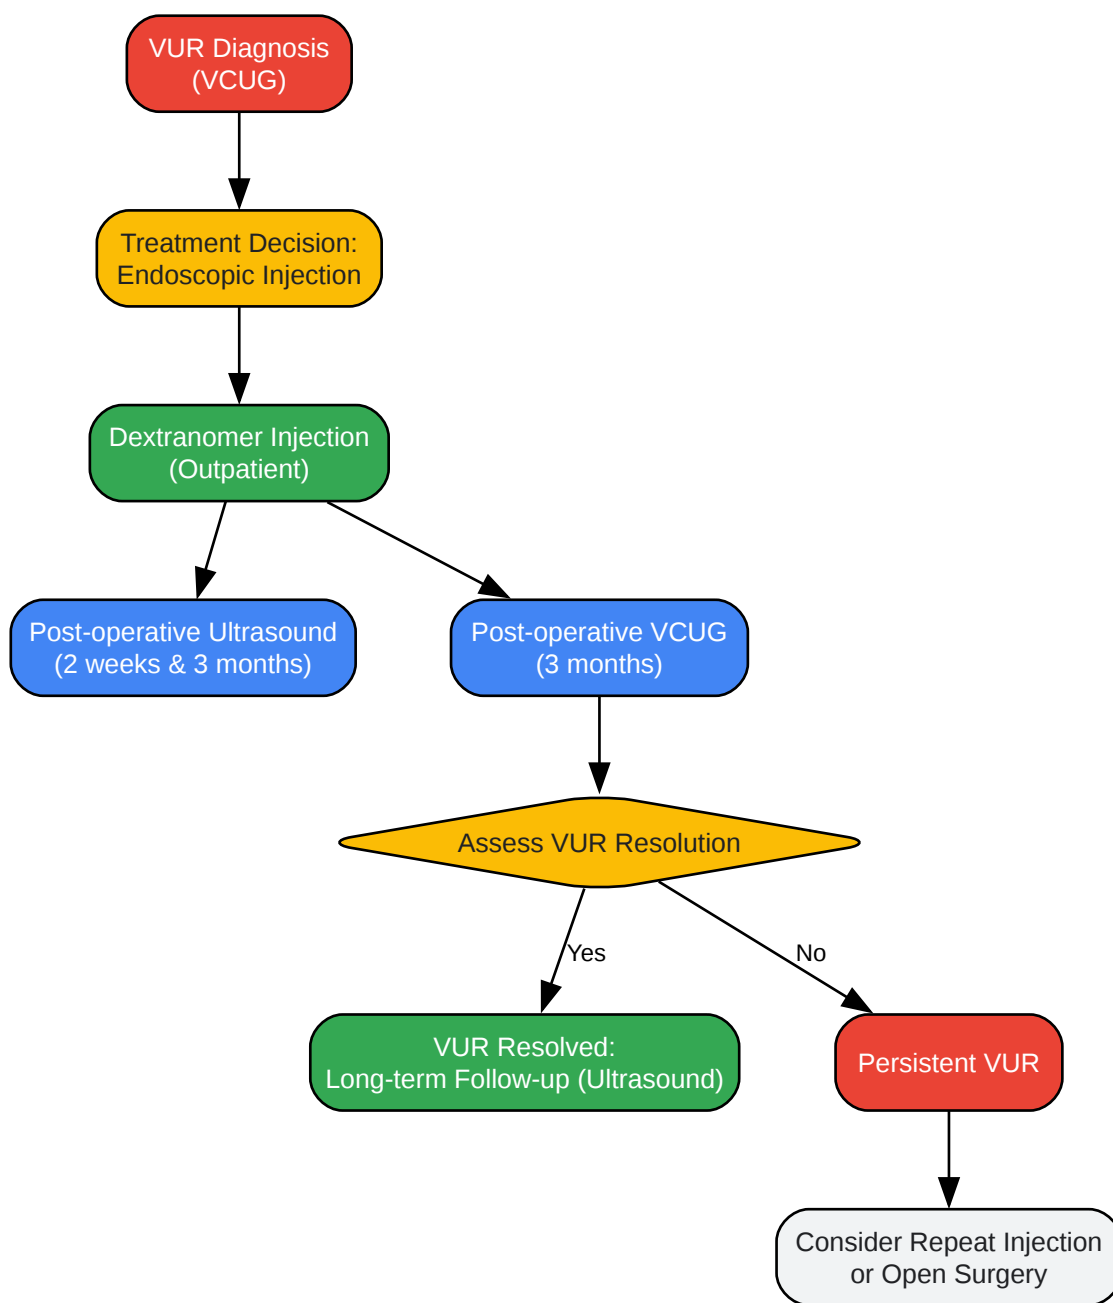 VUR Diagnosis
(VCUG)
Treatment Decision:
Endoscopic Injection
Dextranomer Injection
(Outpatient)
Post-operative Ultrasound
(2 weeks & 3 months)
Post-operative VCUG
(3 months)
Assess VUR Resolution
Yes
No
VUR Resolved:
Long-term Follow-up (Ultrasound)
Persistent VUR
Consider Repeat Injection
or Open Surgery